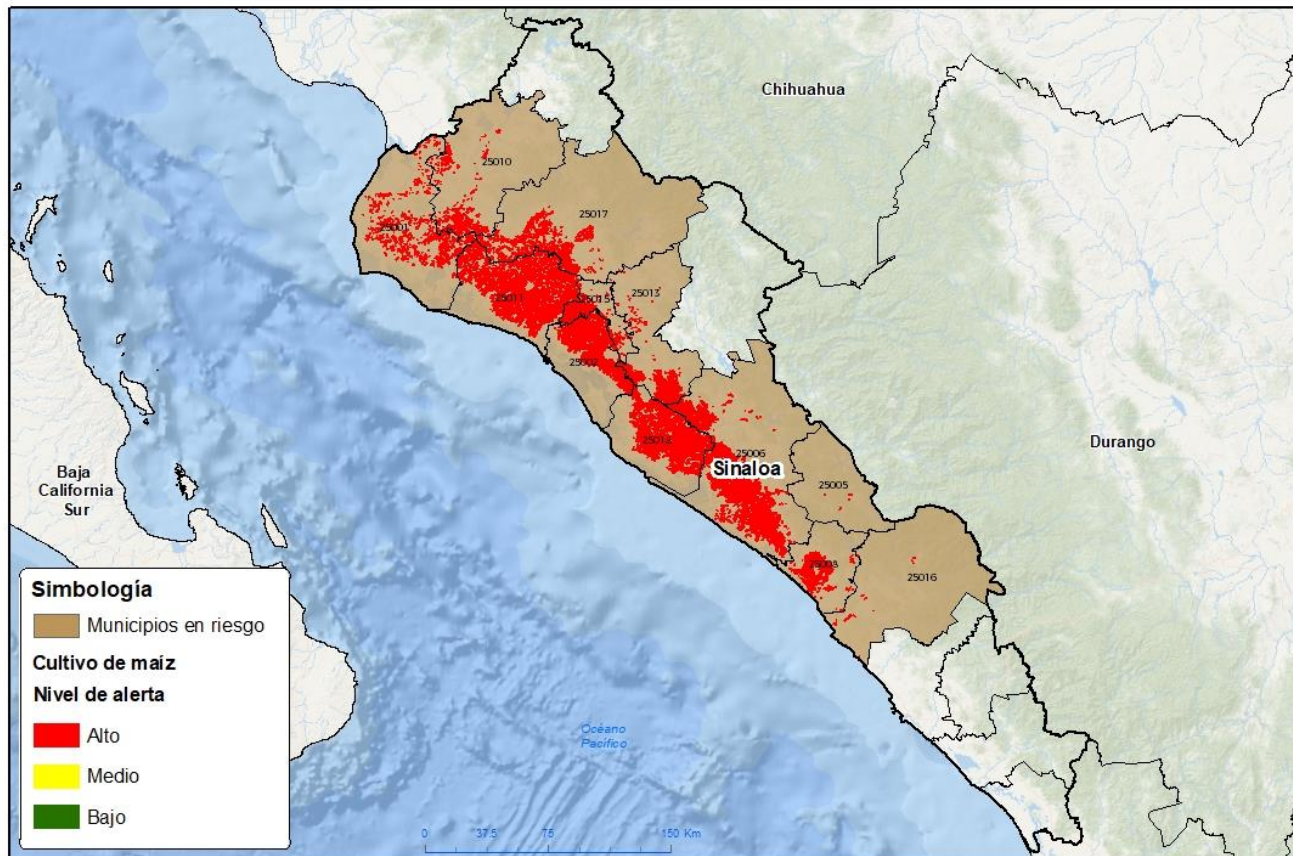 Chihuahua
25010
25017
25001
25013
25015
25011
25002
25006
Sinaloa
Durango
25005
25016
Baja
California
Sur
Océano
Pacífico
Simbología
Municipios en riesgo
Cultivo de maíz
Nivel de alerta
Alto
Medio
Bajo
0 37.5 75 150 Km